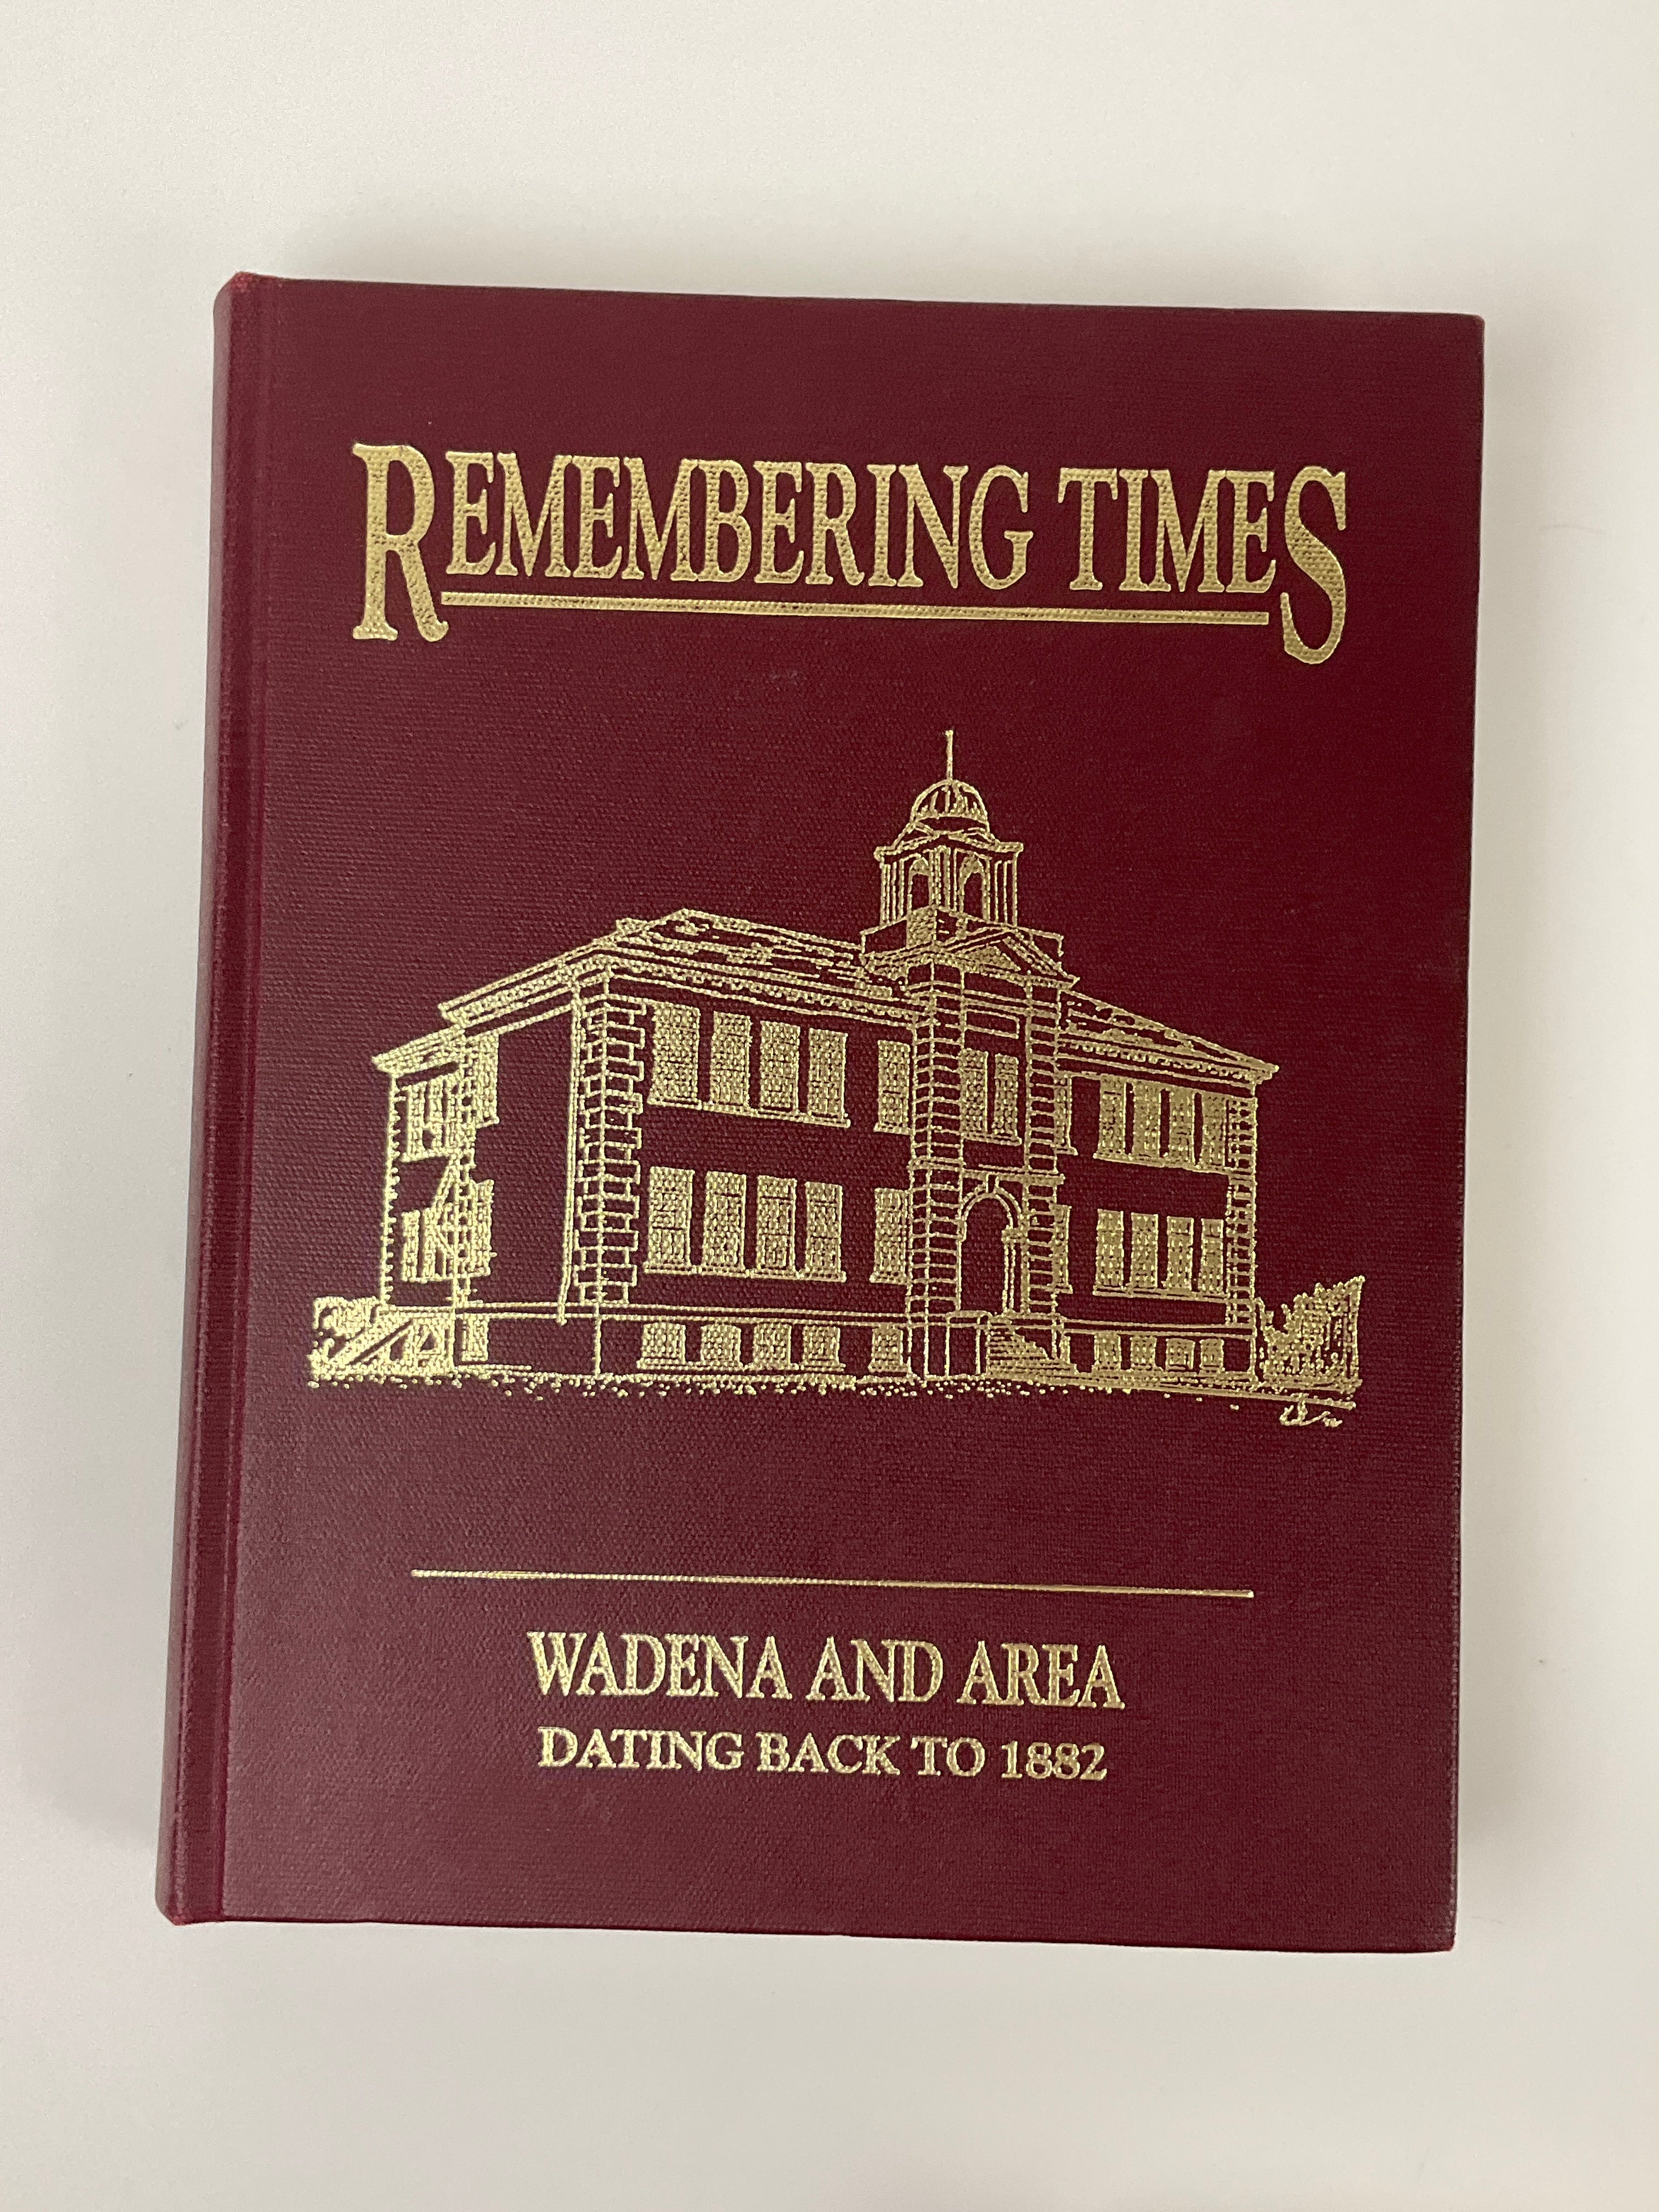 REMEMBERING TIMES
WADENA AND AREA
DATING BACK TO 1882